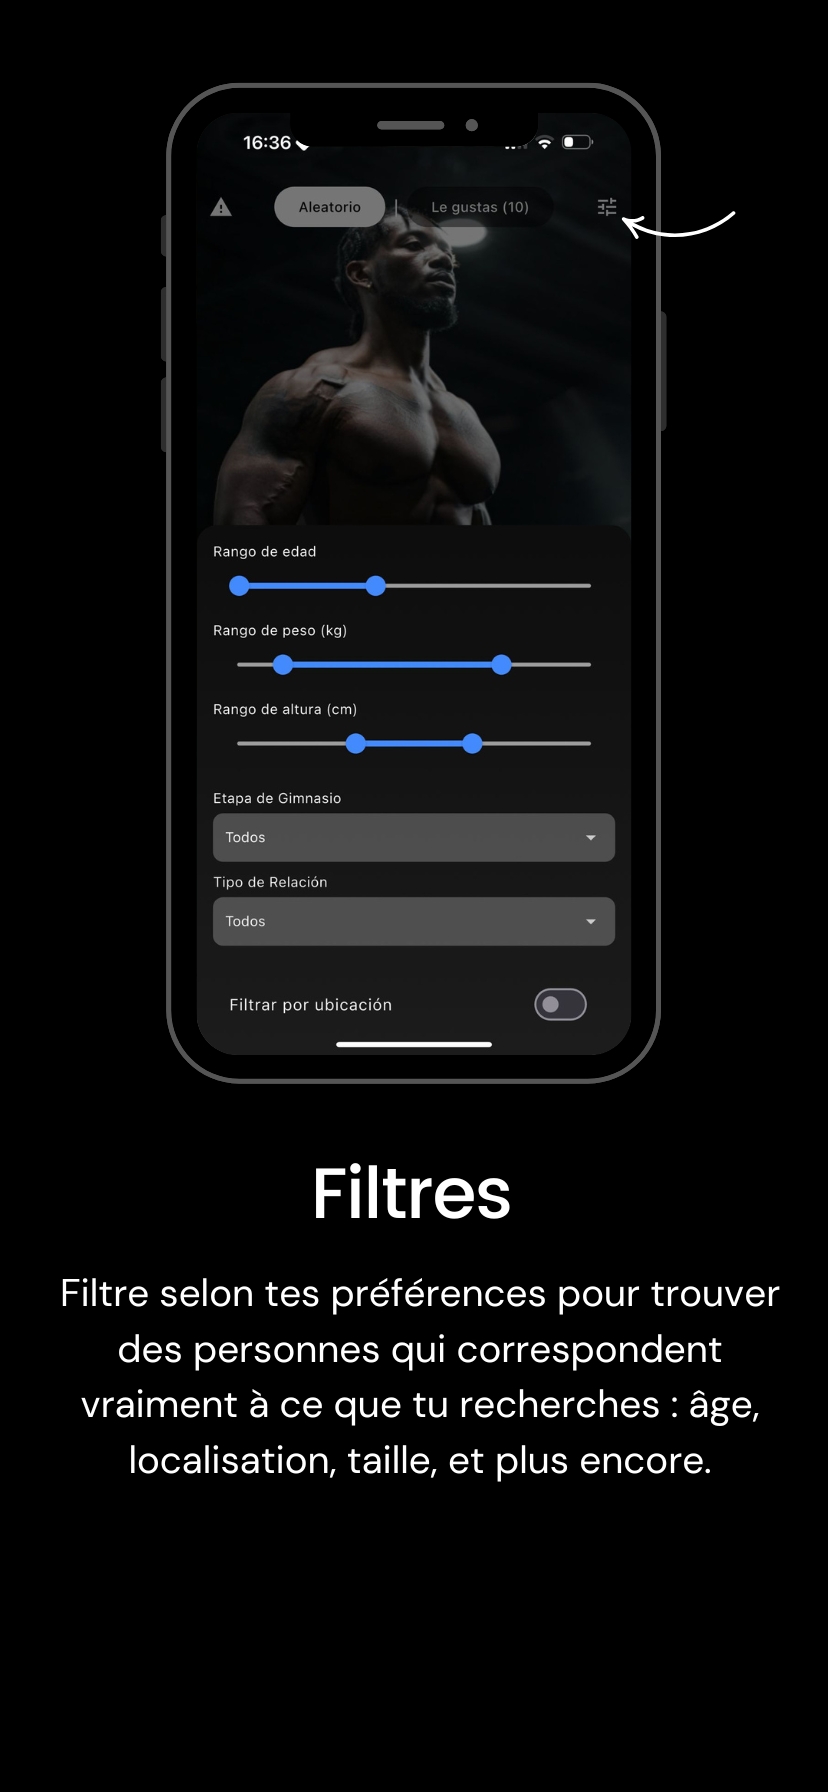 16:36
Aleatorio | Le gustas (10)
Rango de edad
Rango de peso (kg)
Rango de altura (cm)
Etapa de Gimnasio
Todos
Tipo de Relación
Todos
Filtrar por ubicación
Filtres
Filtre selon tes préférences pour trouver
des personnes qui correspondent
vraiment à ce que tu recherches : âge,
localisation, taille, et plus encore.